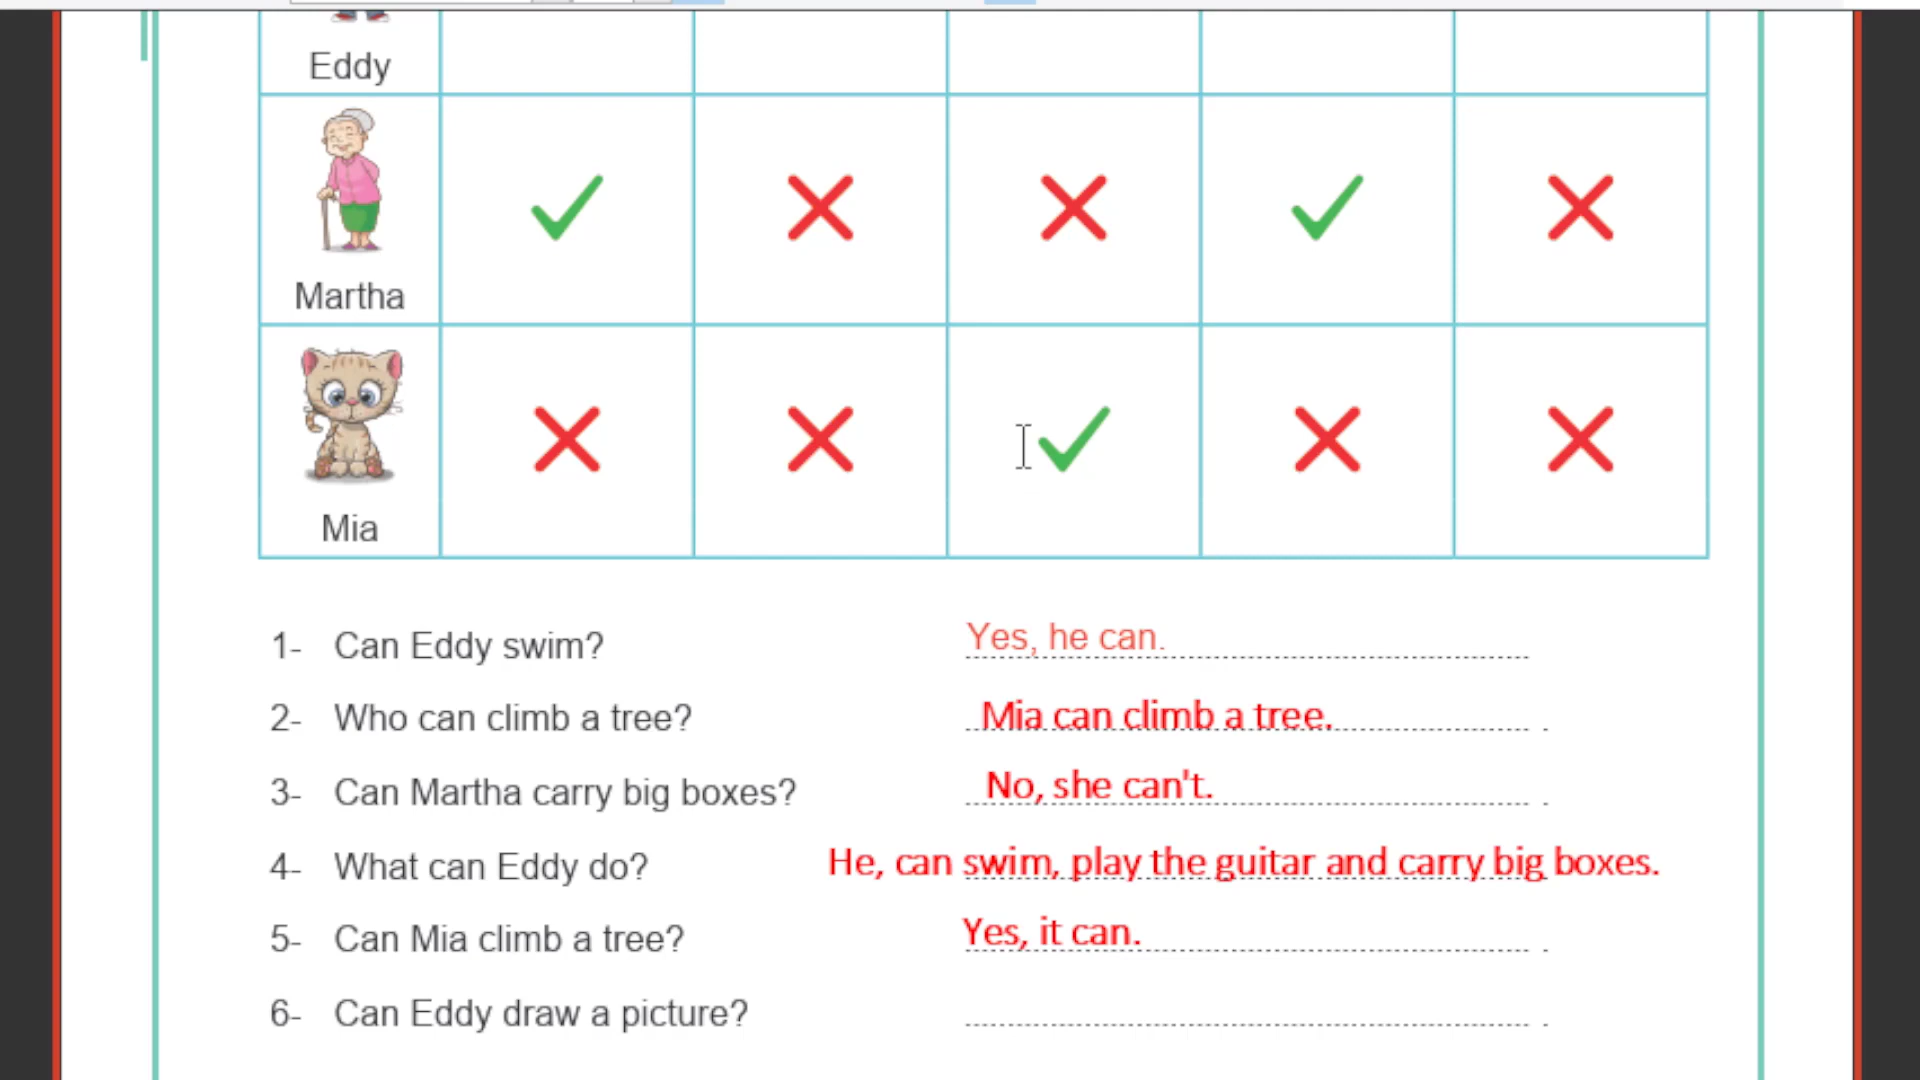 Eddy
Martha
Mia
1- Can Eddy swim? Yes, he can.
2- Who can climb a tree? Mia can climb a tree.
3- Can Martha carry big boxes? No, she can't.
4- What can Eddy do? He, can swim, play the guitar and carry big boxes.
5- Can Mia climb a tree? Yes, it can.
6- Can Eddy draw a picture?